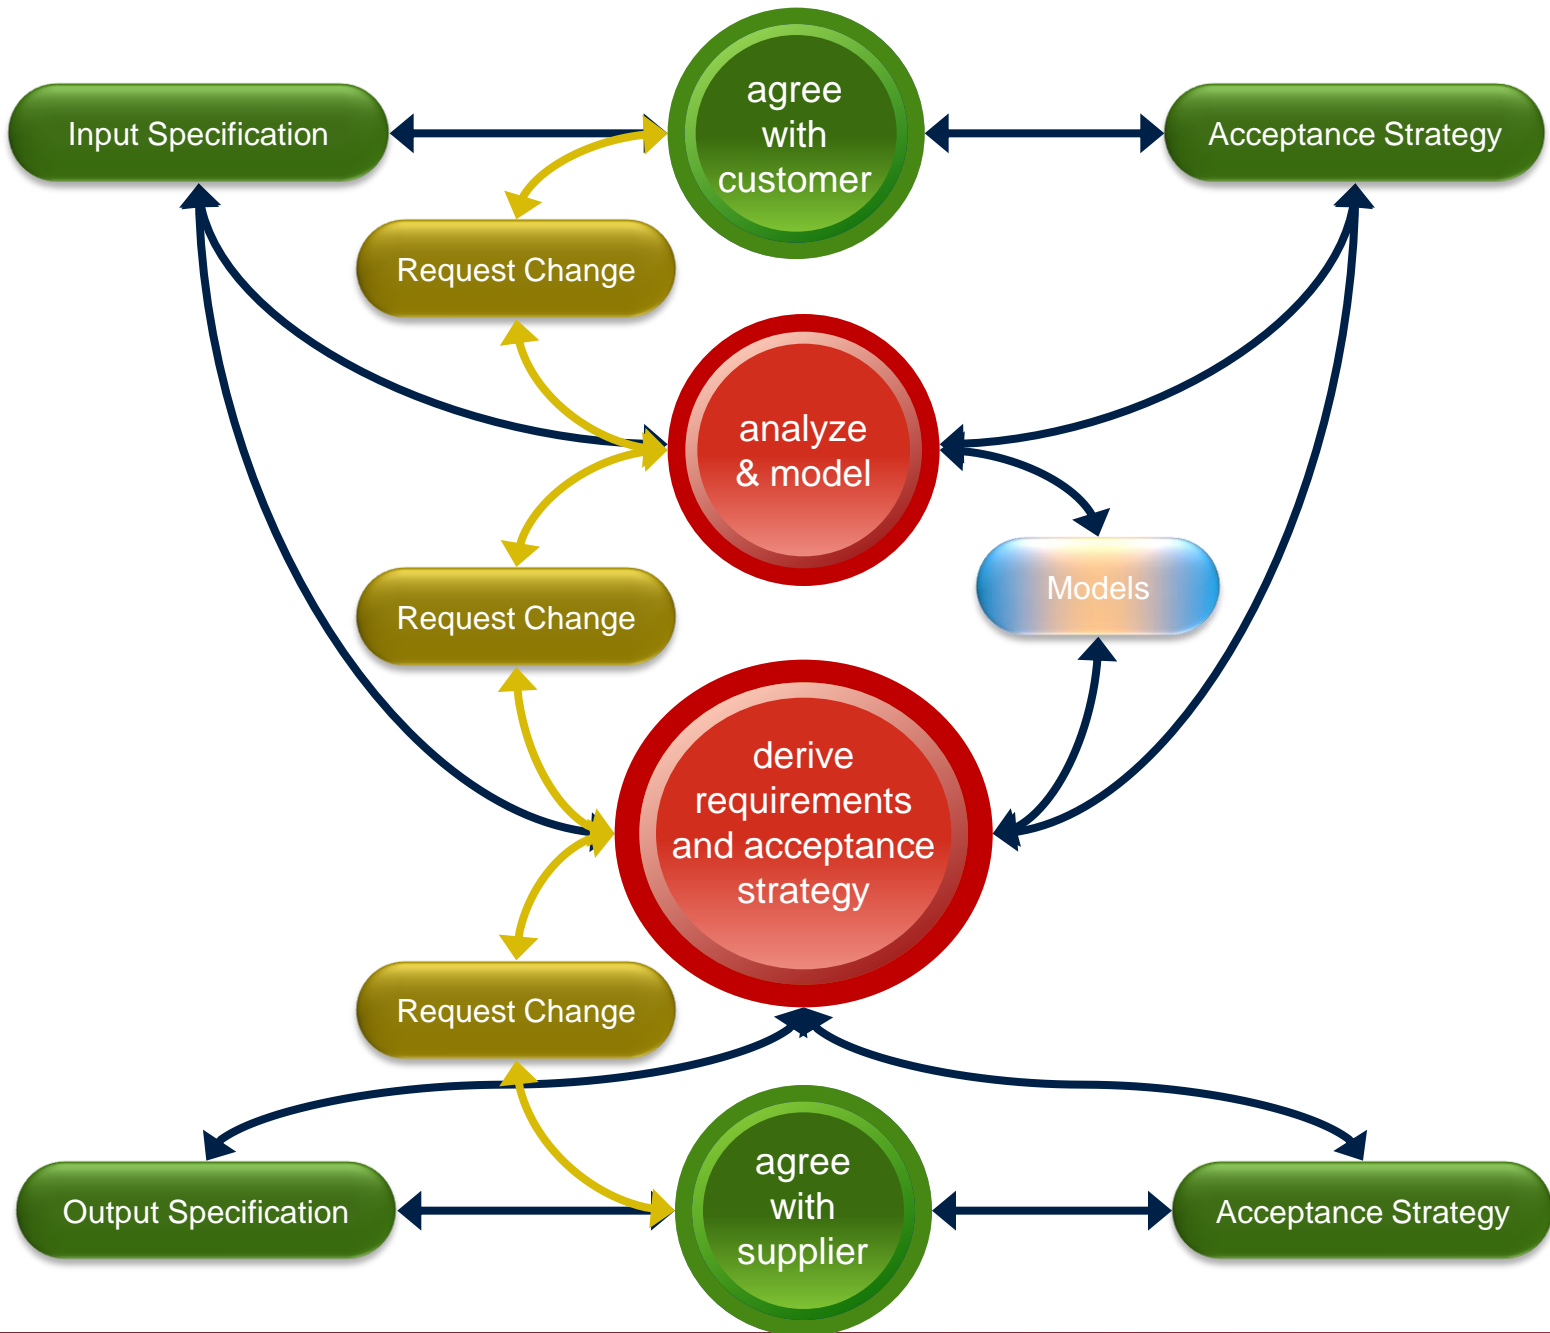 agree
with
customer
Input Specification
Acceptance Strategy
Request Change
analyze
& model
Models
Request Change
derive
requirements
and acceptance
strategy
Request Change
agree
with
supplier
Output Specification
Acceptance Strategy